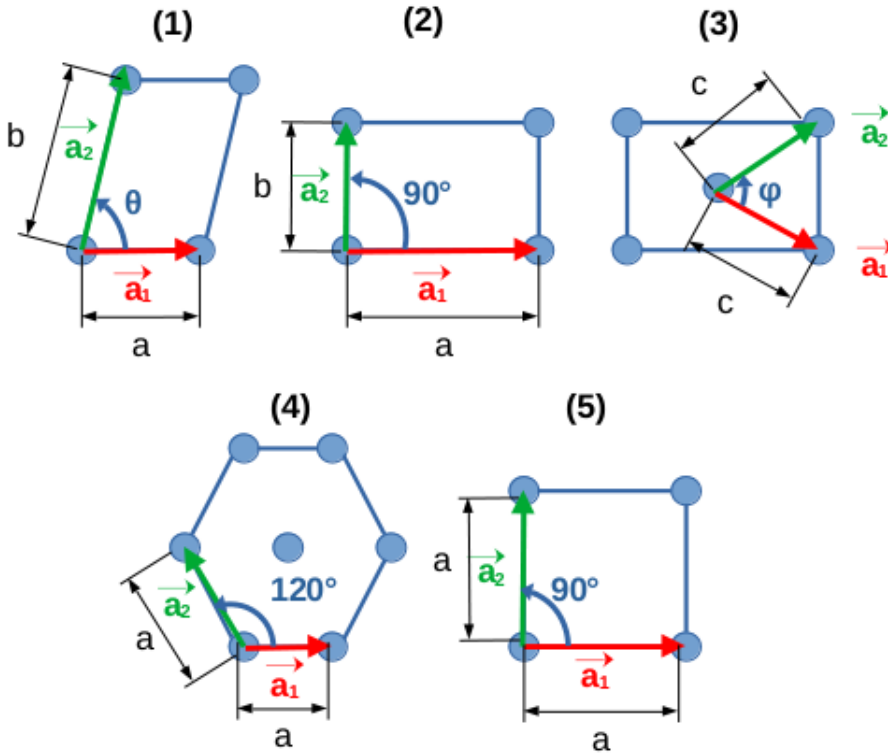 (1)
(2)
(3)
b
a₂
θ
a₁
a
b
a₂
90°
a₁
a
c
a₂
φ
a₁
c
(4)
(5)
a₂
120°
a
a₁
a
a
a₂
90°
a₁
a